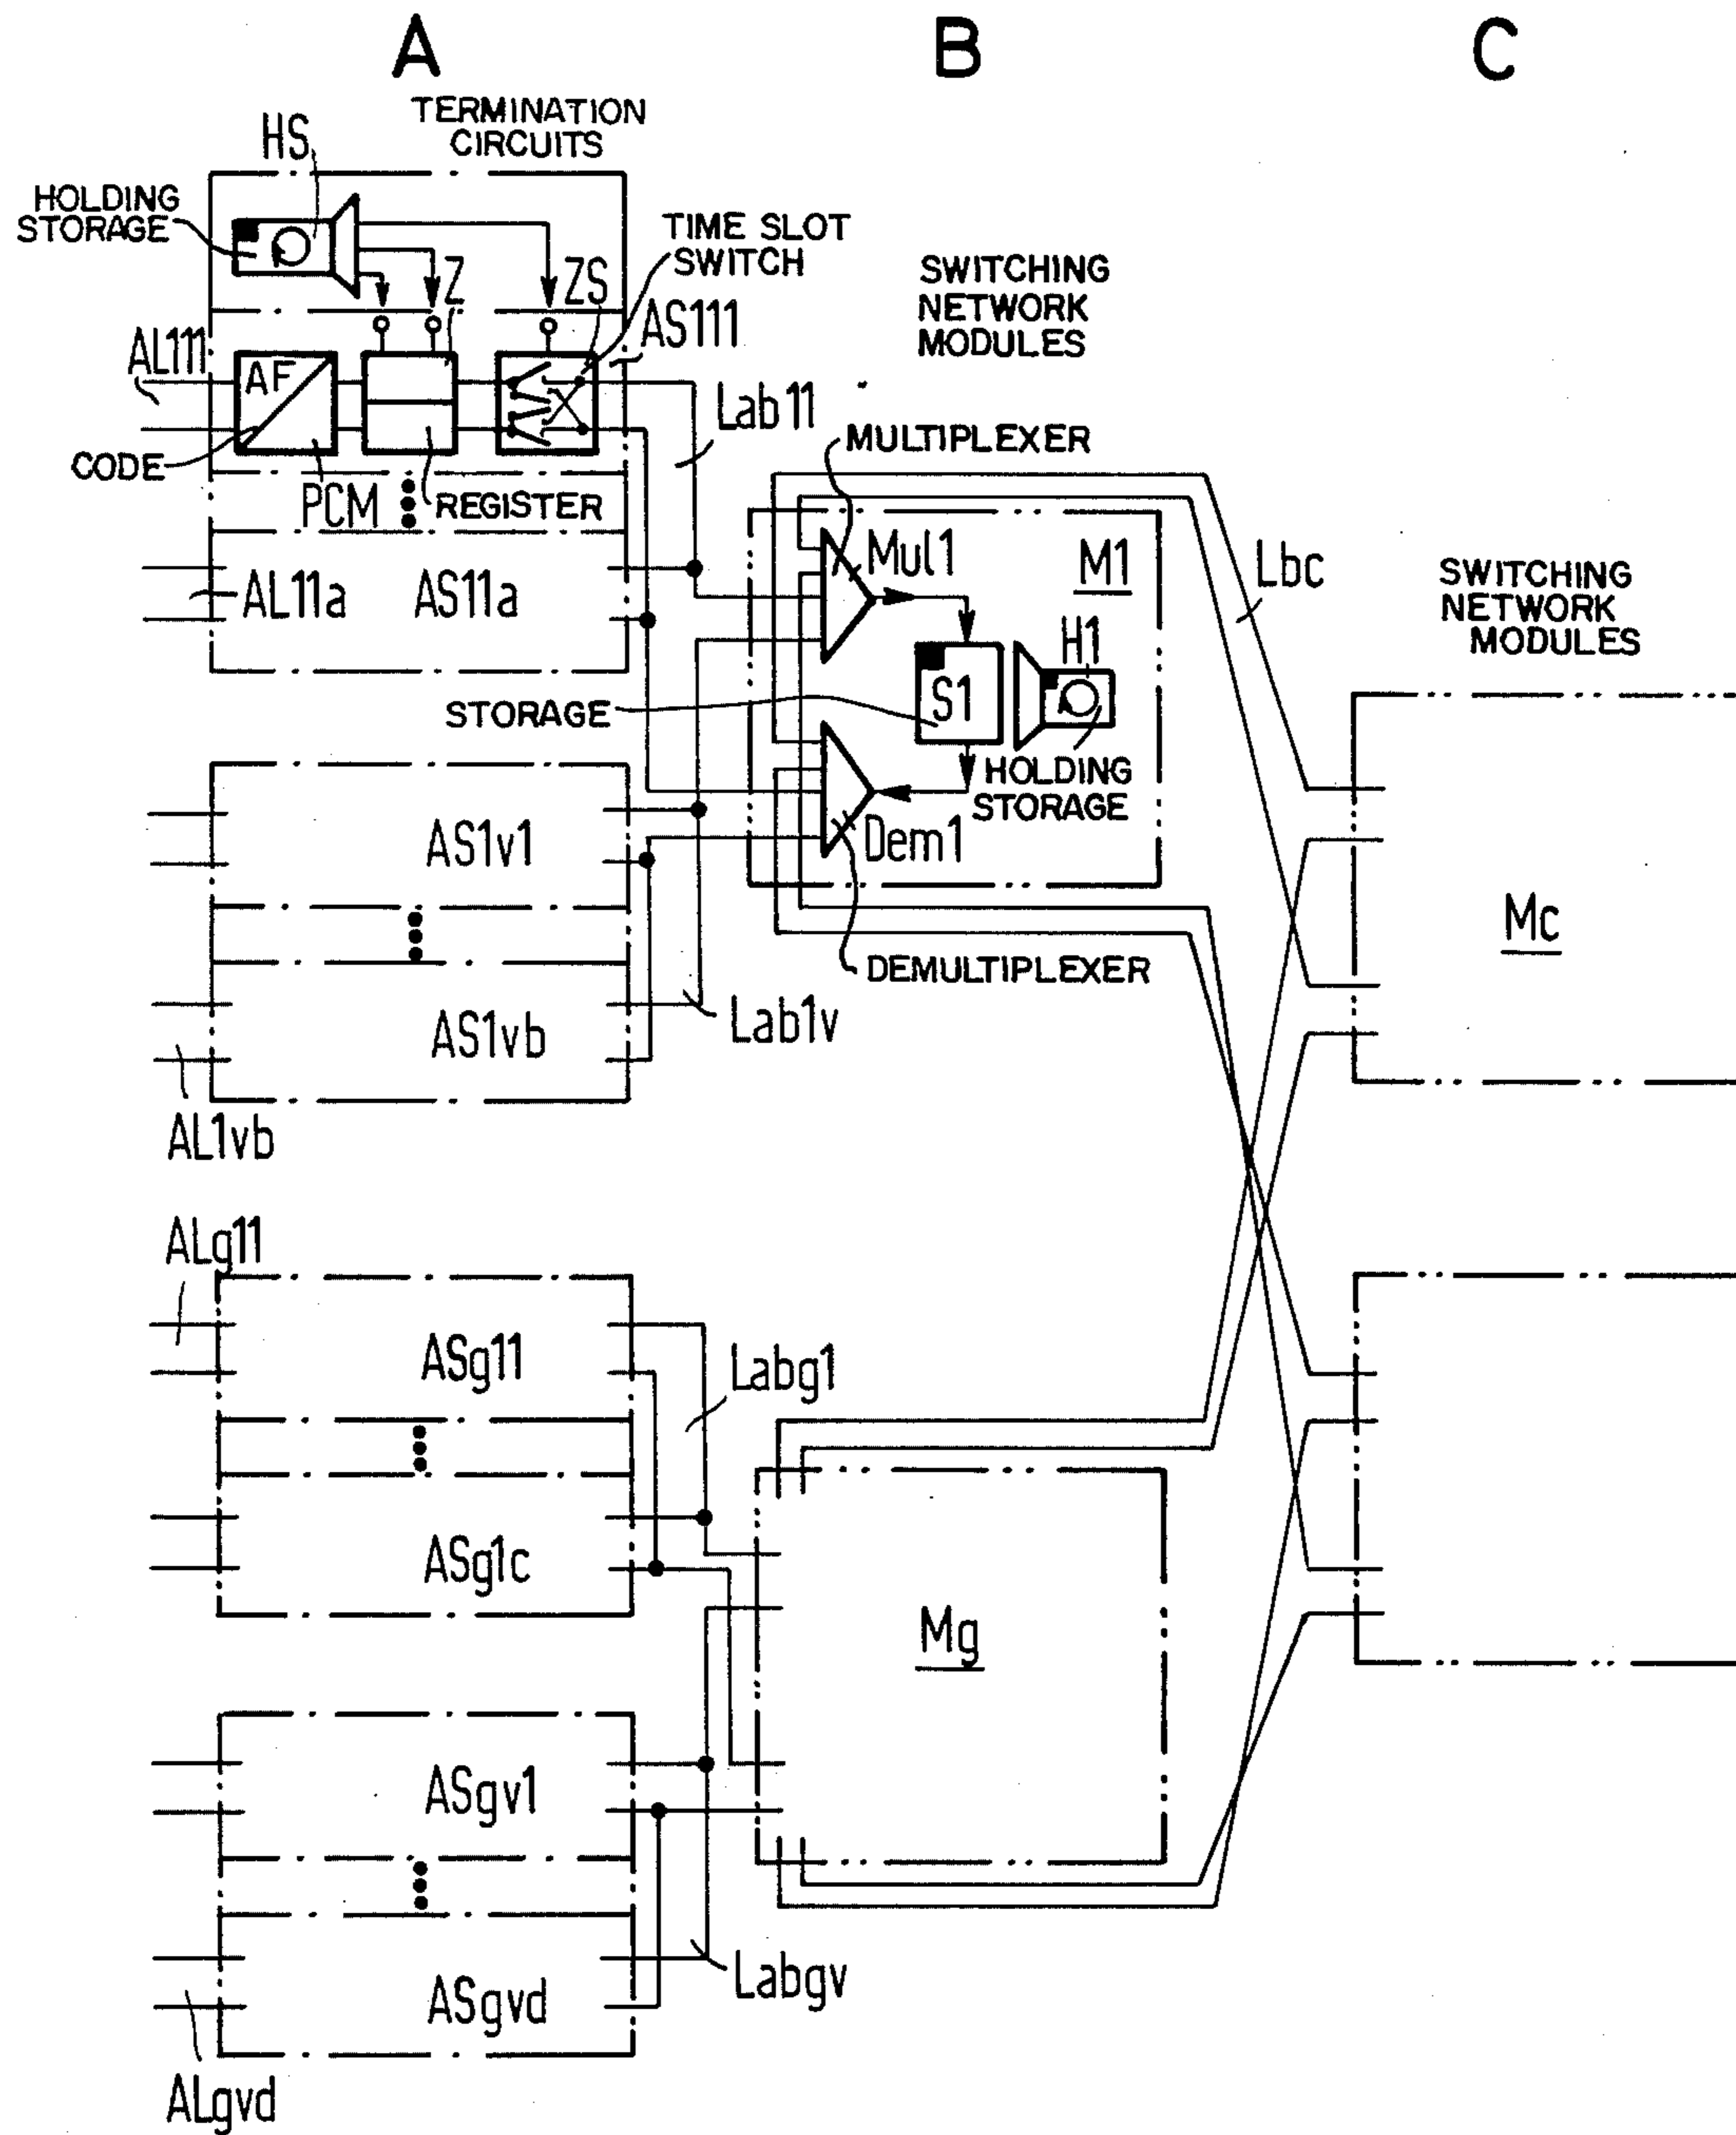 A
B
C
TERMINATION
CIRCUITS
HS
HOLDING
STORAGE
TIME SLOT
SWITCH
Z
ZS
AS111
SWITCHING
NETWORK
MODULES
AL111
AF
Lab11
MULTIPLEXER
CODE
PCM
REGISTER
Mul1
M1
Lbc
AL11a
AS11a
SWITCHING
NETWORK
MODULES
H1
S1
STORAGE
HOLDING
STORAGE
Dem1
AS1v1
Mc
DEMULTIPLEXER
AS1vb
Lab1v
AL1vb
ALg11
ASg11
Labg1
ASg1c
Mg
ASgv1
Labgv
ASgvd
ALgvd